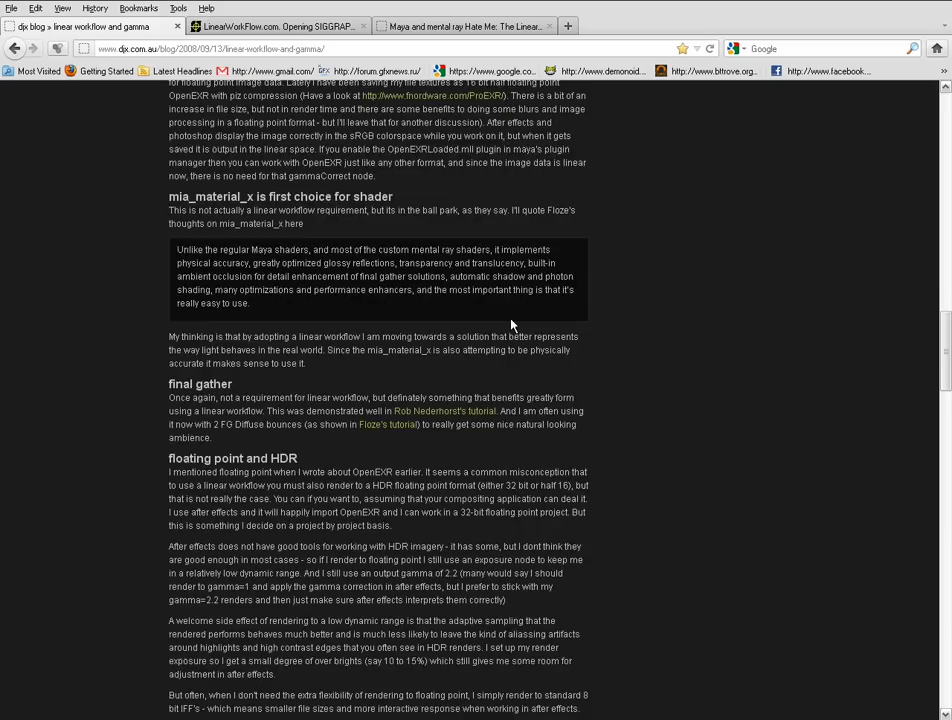 File Edit View History Bookmarks Tools Help
djx blog » linear workflow and gamma × LinearWorkFlow.com. Opening SIGGRAP... × Maya and mental ray Hate Me: The Linear... × +
www.djx.com.au/blog/2008/09/13/linear-workflow-and-gamma/ Google
Most Visited Getting Started Latest Headlines http://www.gmail.com/ GFX http://forum.gfxnews.ru/ https://www.google.co... http://www.demonoid... http://www.bitrove.org... http://www.facebook...
for floating point image data. Lately I have been saving my file textures as 16 bit half floating point
OpenEXR with piz compression (Have a look at http://www.fnordware.com/ProEXR/). There is a bit of an
increase in file size, but not in render time and there are some benefits to doing some blurs and image
processing in a floating point format - but I'll leave that for another discussion). After effects and
photoshop display the image correctly in the sRGB colorspace while you work on it, but when it gets
saved it is output in the linear space. If you enable the OpenEXRLoaded.mll plugin in maya's plugin
manager then you can work with OpenEXR just like any other format, and since the image data is linear
now, there is no need for that gammaCorrect node.
mia_material_x is first choice for shader
This is not actually a linear workflow requirement, but its in the ball park, as they say. I'll quote Floze's
thoughts on mia_material_x here
Unlike the regular Maya shaders, and most of the custom mental ray shaders, it implements
physical accuracy, greatly optimized glossy reflections, transparency and translucency, built-in
ambient occlusion for detail enhancement of final gather solutions, automatic shadow and photon
shading, many optimizations and performance enhancers, and the most important thing is that it's
really easy to use.
My thinking is that by adopting a linear workflow I am moving towards a solution that better represents
the way light behaves in the real world. Since the mia_material_x is also attempting to be physically
accurate it makes sense to use it.
final gather
Once again, not a requirement for linear workflow, but definately something that benefits greatly form
using a linear workflow. This was demonstrated well in Rob Nederhorst's tutorial. And I am often using
it now with 2 FG Diffuse bounces (as shown in Floze's tutorial) to really get some nice natural looking
ambience.
floating point and HDR
I mentioned floating point when I wrote about OpenEXR earlier. It seems a common misconception that
to use a linear workflow you must also render to a HDR floating point format (either 32 bit or half 16), but
that is not really the case. You can if you want to, assuming that your compositing application can deal it.
I use after effects and it will happily import OpenEXR and I can work in a 32-bit floating point project. But
this is something I decide on a project by project basis.
After effects does not have good tools for working with HDR imagery - it has some, but I dont think they
are good enough in most cases - so if I render to floating point I still use an exposure node to keep me
in a relatively low dynamic range. And I still use an output gamma of 2.2 (many would say I should
render to gamma=1 and apply the gamma correction in after effects, but I prefer to stick with my
gamma=2.2 renders and then just make sure after effects interprets them correctly)
A welcome side effect of rendering to a low dynamic range is that the adaptive sampling that the
rendered performs behaves much better and is much less likely to leave the kind of aliassing artifacts
around highlights and high contrast edges that you often see in HDR renders. I set up my render
exposure so I get a small degree of over brights (say 10 to 15%) which still gives me some room for
adjustment in after effects.
But often, when I don't need the extra flexibility of rendering to floating point, I simply render to standard 8
bit IFF's - which means smaller file sizes and more interactive response when working in after effects.